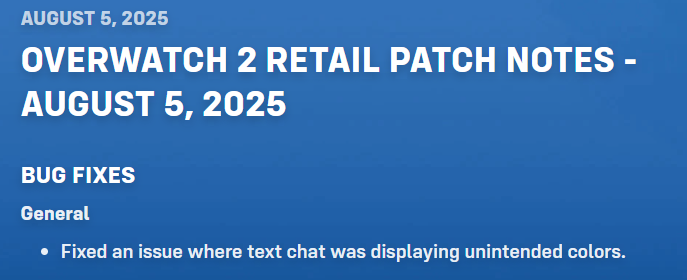 AUGUST 5, 2025
OVERWATCH 2 RETAIL PATCH NOTES -
AUGUST 5, 2025
BUG FIXES
General
• Fixed an issue where text chat was displaying unintended colors.